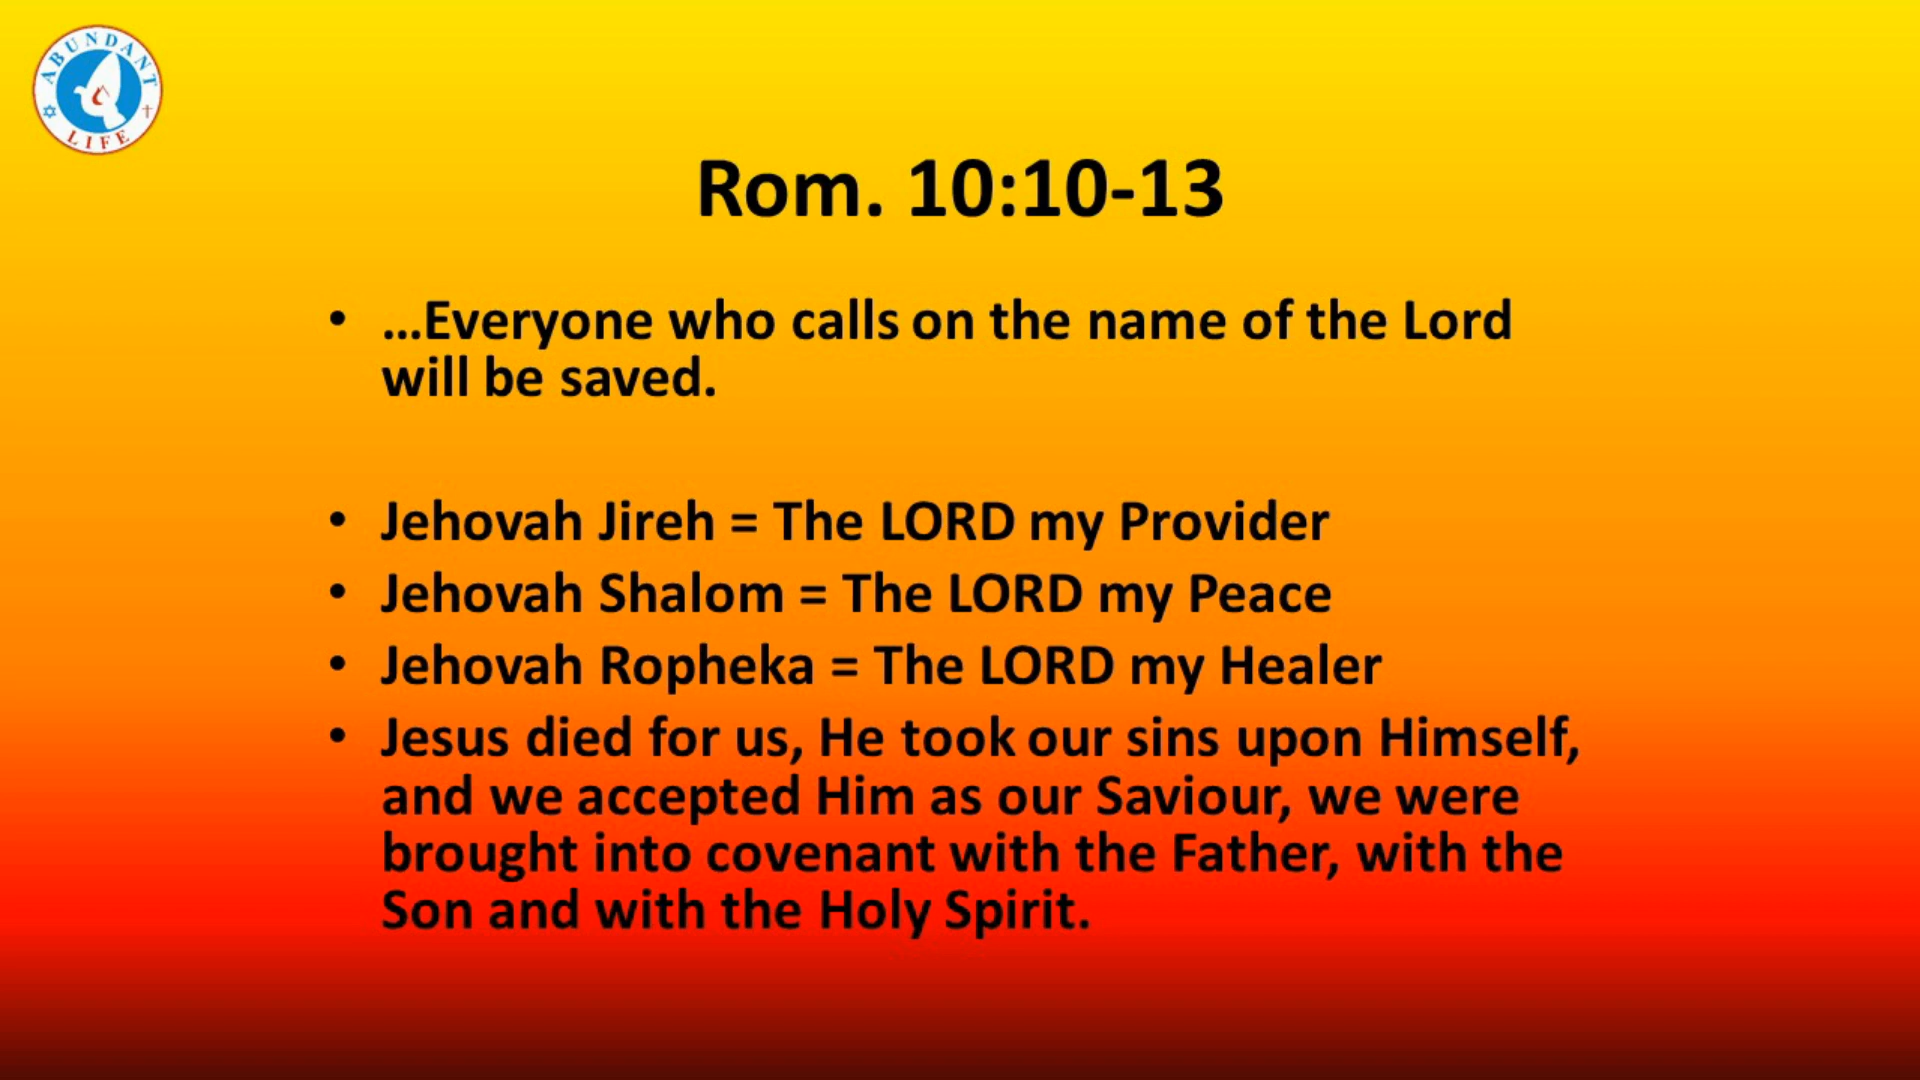 ABUNDANT
LIFE
Rom. 10:10-13
• ...Everyone who calls on the name of the Lord
will be saved.
• Jehovah Jireh = The LORD my Provider
• Jehovah Shalom = The LORD my Peace
• Jehovah Ropheka = The LORD my Healer
• Jesus died for us, He took our sins upon Himself,
and we accepted Him as our Saviour, we were
brought into covenant with the Father, with the
Son and with the Holy Spirit.